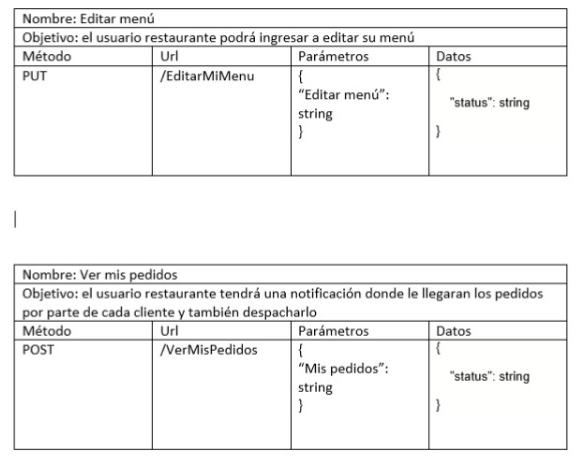 Nombre: Editar menú
Objetivo: el usuario restaurante podrá ingresar a editar su menú
Método Url Parámetros Datos
PUT /EditarMiMenu { {
“Editar menú”: "status": string
string
} }
Nombre: Ver mis pedidos
Objetivo: el usuario restaurante tendrá una notificación donde le llegaran los pedidos
por parte de cada cliente y también despacharlo
Método Url Parámetros Datos
POST /VerMisPedidos { {
“Mis pedidos”: "status": string
string
} }